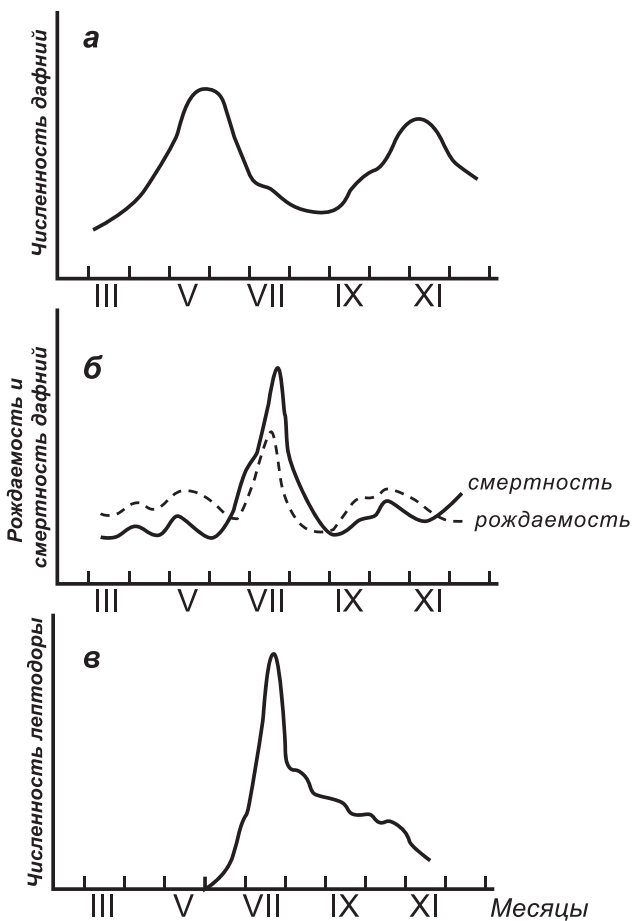 а
Численность дафний
III V VII IX XI
б
Рождаемость и
смертность дафний
смертность
рождаемость
III V VII IX XI
в
Численность лептодоры
III V VII IX XI Месяцы